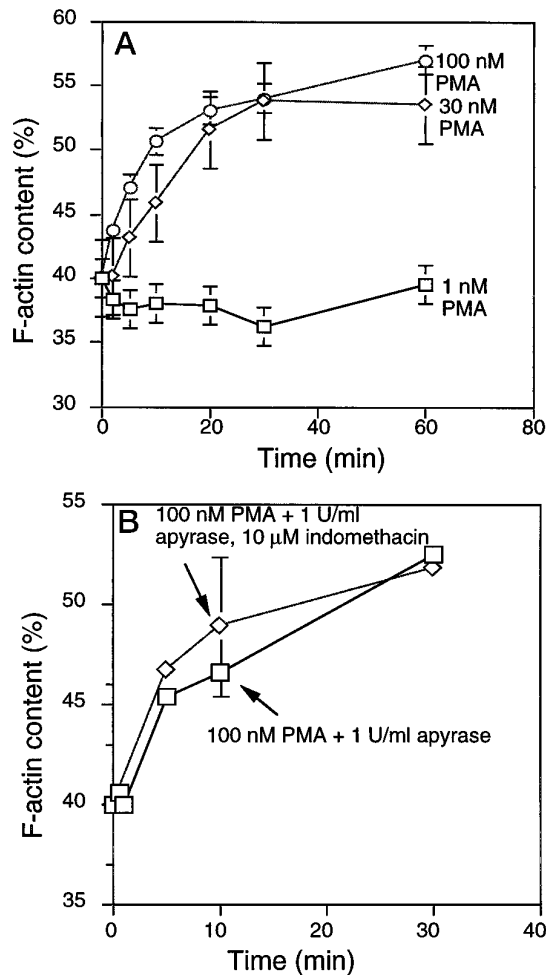 A
60
55
50
45
40
35
30
F-actin content (%)
100 nM
PMA
30 nM
PMA
1 nM
PMA
0
20
40
60
80
Time (min)
B
55
50
45
40
35
F-actin content (%)
100 nM PMA + 1 U/ml
apyrase, 10 μM indomethacin
100 nM PMA + 1 U/ml apyrase
0
10
20
30
40
Time (min)